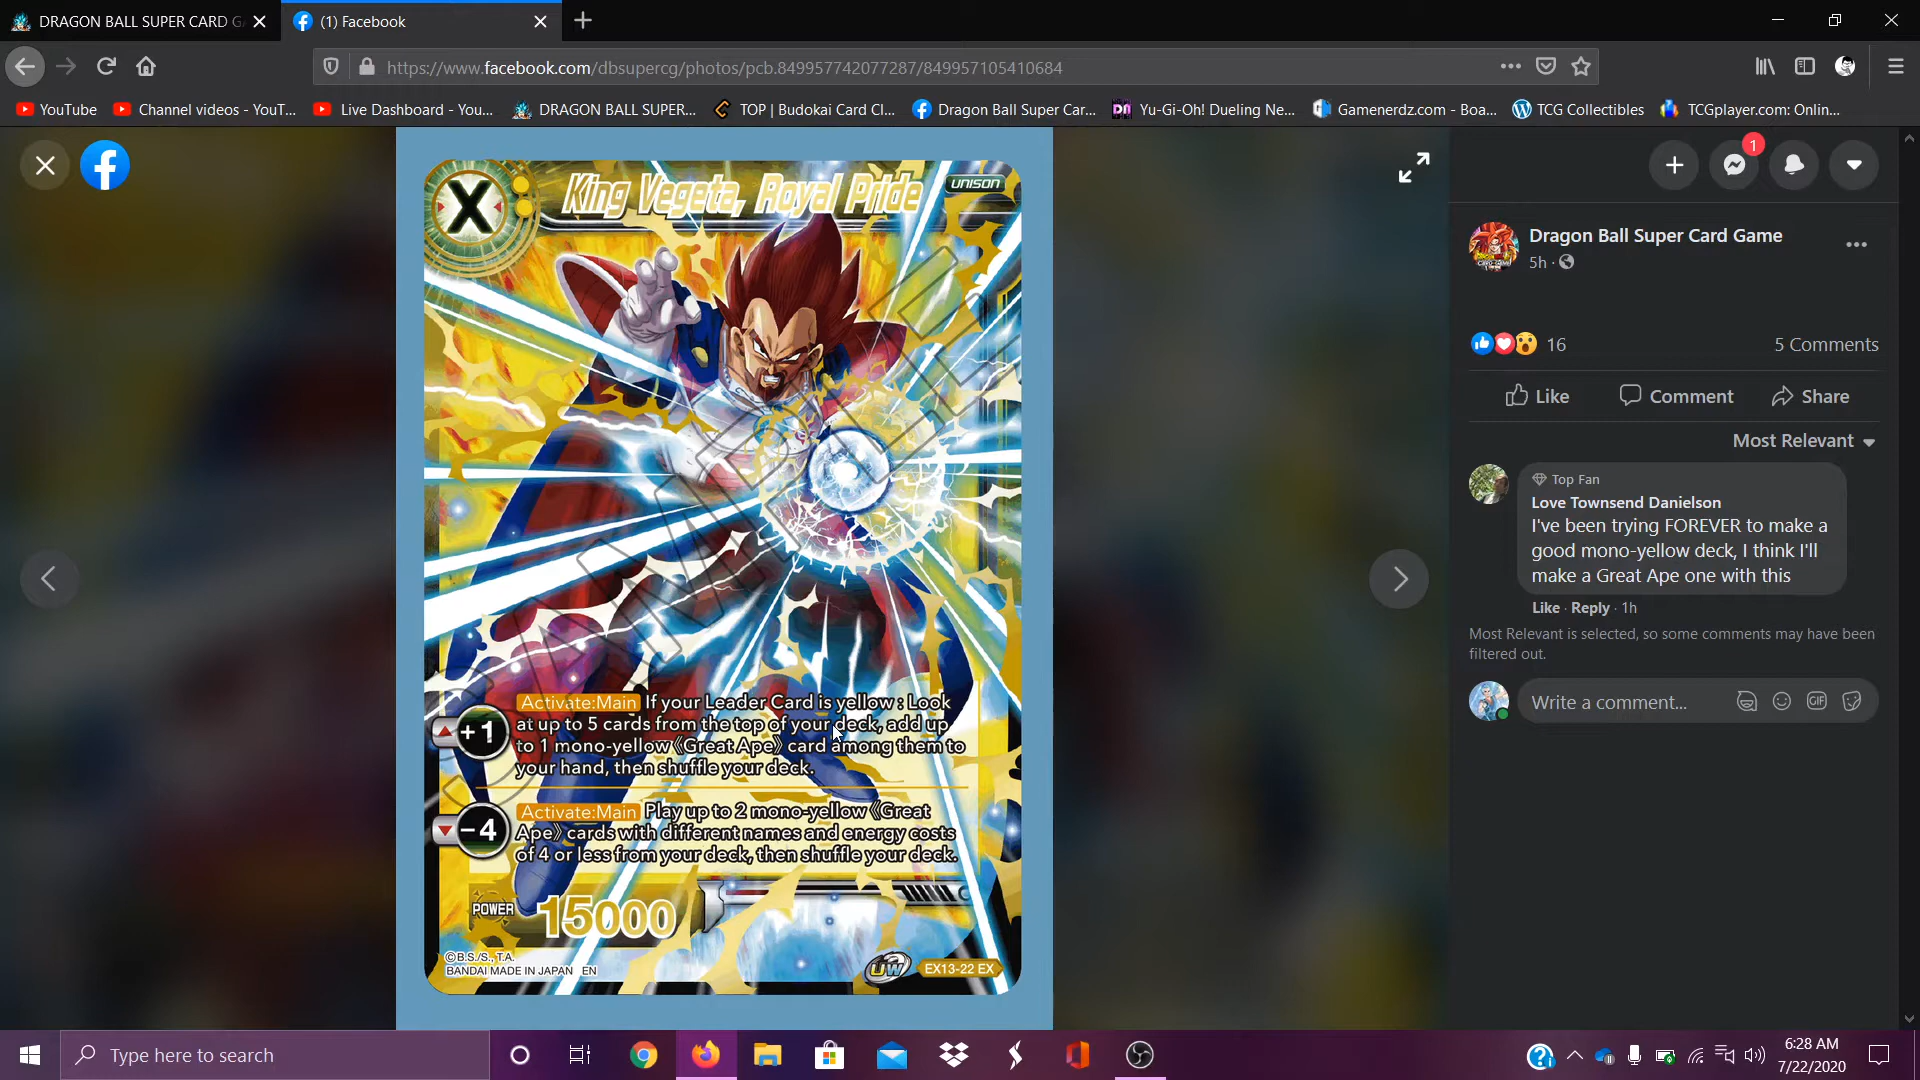 DRAGON BALL SUPER CARD G
(1) Facebook
https://www.facebook.com/dbsupercg/photos/pcb.849957742077287/849957105410684
YouTube
Channel videos - YouT...
Live Dashboard - You...
DRAGON BALL SUPER...
TOP | Budokai Card Cl...
Dragon Ball Super Car...
Yu-Gi-Oh! Dueling Ne...
Gamenerdz.com - Boa...
TCG Collectibles
TCGplayer.com: Onlin...
X
King Vegeta, Royal Pride
UNISON
+1
Activate:Main If your Leader Card is yellow : Look
at up to 5 cards from the top of your deck, add up
to 1 mono-yellow《Great Ape》card among them to
your hand, then shuffle your deck.
-4
Activate:Main Play up to 2 mono-yellow《Great
Ape》cards with different names and energy costs
of 4 or less from your deck, then shuffle your deck.
POWER 15000
©B.S./S., T.A.
BANDAI MADE IN JAPAN EN
UW
EX13-22 EX
1
Dragon Ball Super Card Game
5h ·
16
5 Comments
Like
Comment
Share
Most Relevant
Top Fan
Love Townsend Danielson
I've been trying FOREVER to make a
good mono-yellow deck, I think I'll
make a Great Ape one with this
Like · Reply · 1h
Most Relevant is selected, so some comments may have been
filtered out.
Write a comment...
GIF
Type here to search
6:28 AM
7/22/2020